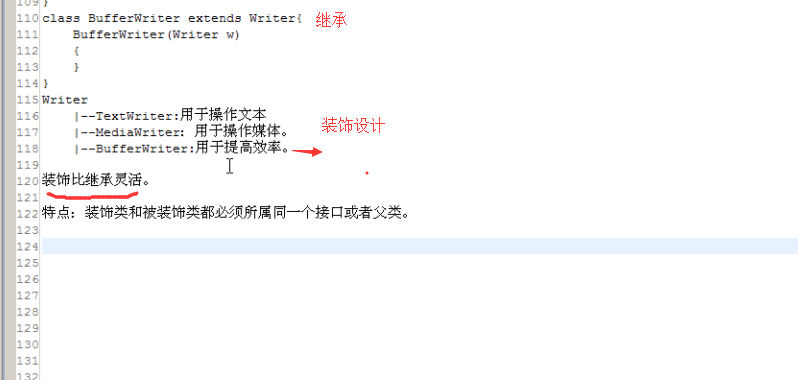 109 }
110 class BufferWriter extends Writer{ 继承
111 BufferWriter(Writer w)
112 {
113 }
114 }
115 Writer
116 |--TextWriter:用于操作文本
117 |--MediaWriter: 用于操作媒体。 装饰设计
118 |--BufferWriter:用于提高效率。
119
120 装饰比继承灵活。
121
122 特点: 装饰类和被装饰类都必须所属同一个接口或者父类。
123
124
125
126
127
128
129
130
131
132